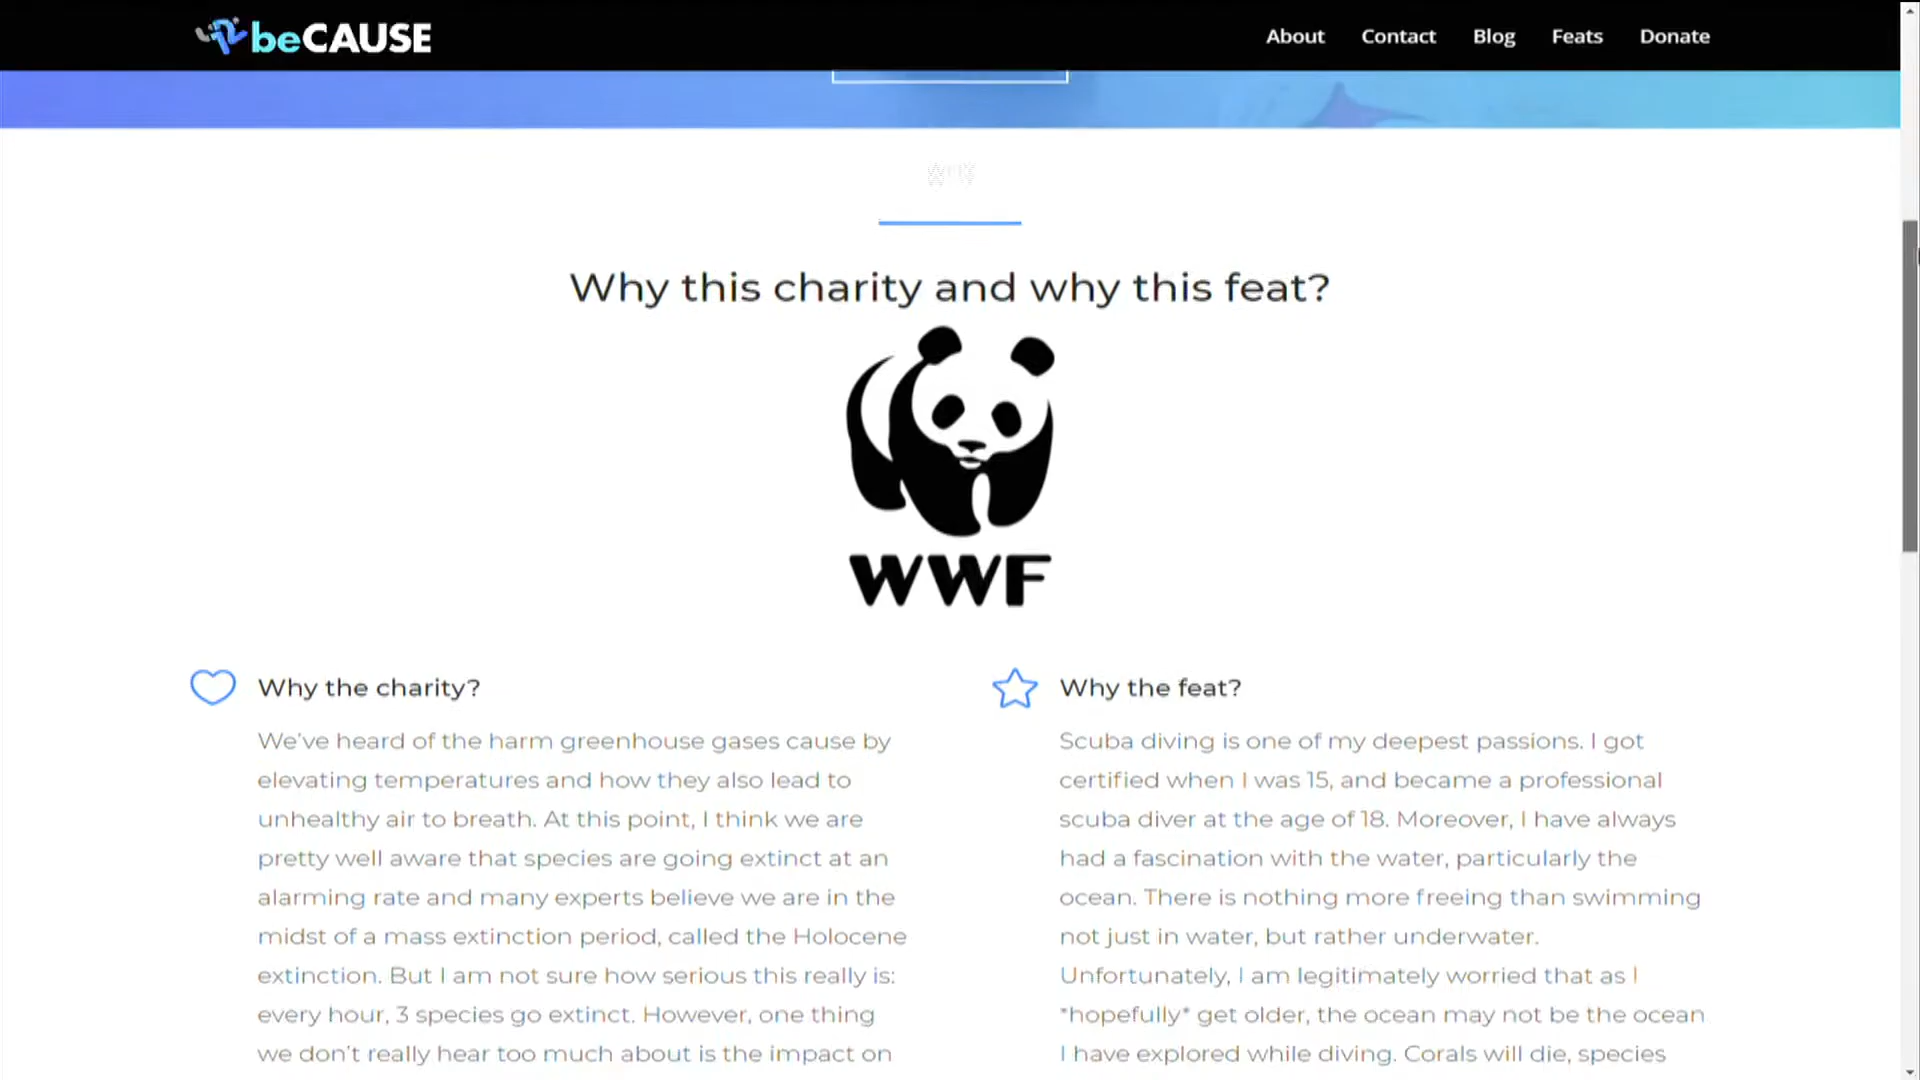 beCAUSE
About Contact Blog Feats Donate
Why this charity and why this feat?
WWF
Why the charity?
We've heard of the harm greenhouse gases cause by
elevating temperatures and how they also lead to
unhealthy air to breath. At this point, I think we are
pretty well aware that species are going extinct at an
alarming rate and many experts believe we are in the
midst of a mass extinction period, called the Holocene
extinction. But I am not sure how serious this really is:
every hour, 3 species go extinct. However, one thing
we don't really hear too much about is the impact on
Why the feat?
Scuba diving is one of my deepest passions. I got
certified when I was 15, and became a professional
scuba diver at the age of 18. Moreover, I have always
had a fascination with the water, particularly the
ocean. There is nothing more freeing than swimming
not just in water, but rather underwater.
Unfortunately, I am legitimately worried that as I
*hopefully* get older, the ocean may not be the ocean
I have explored while diving. Corals will die, species